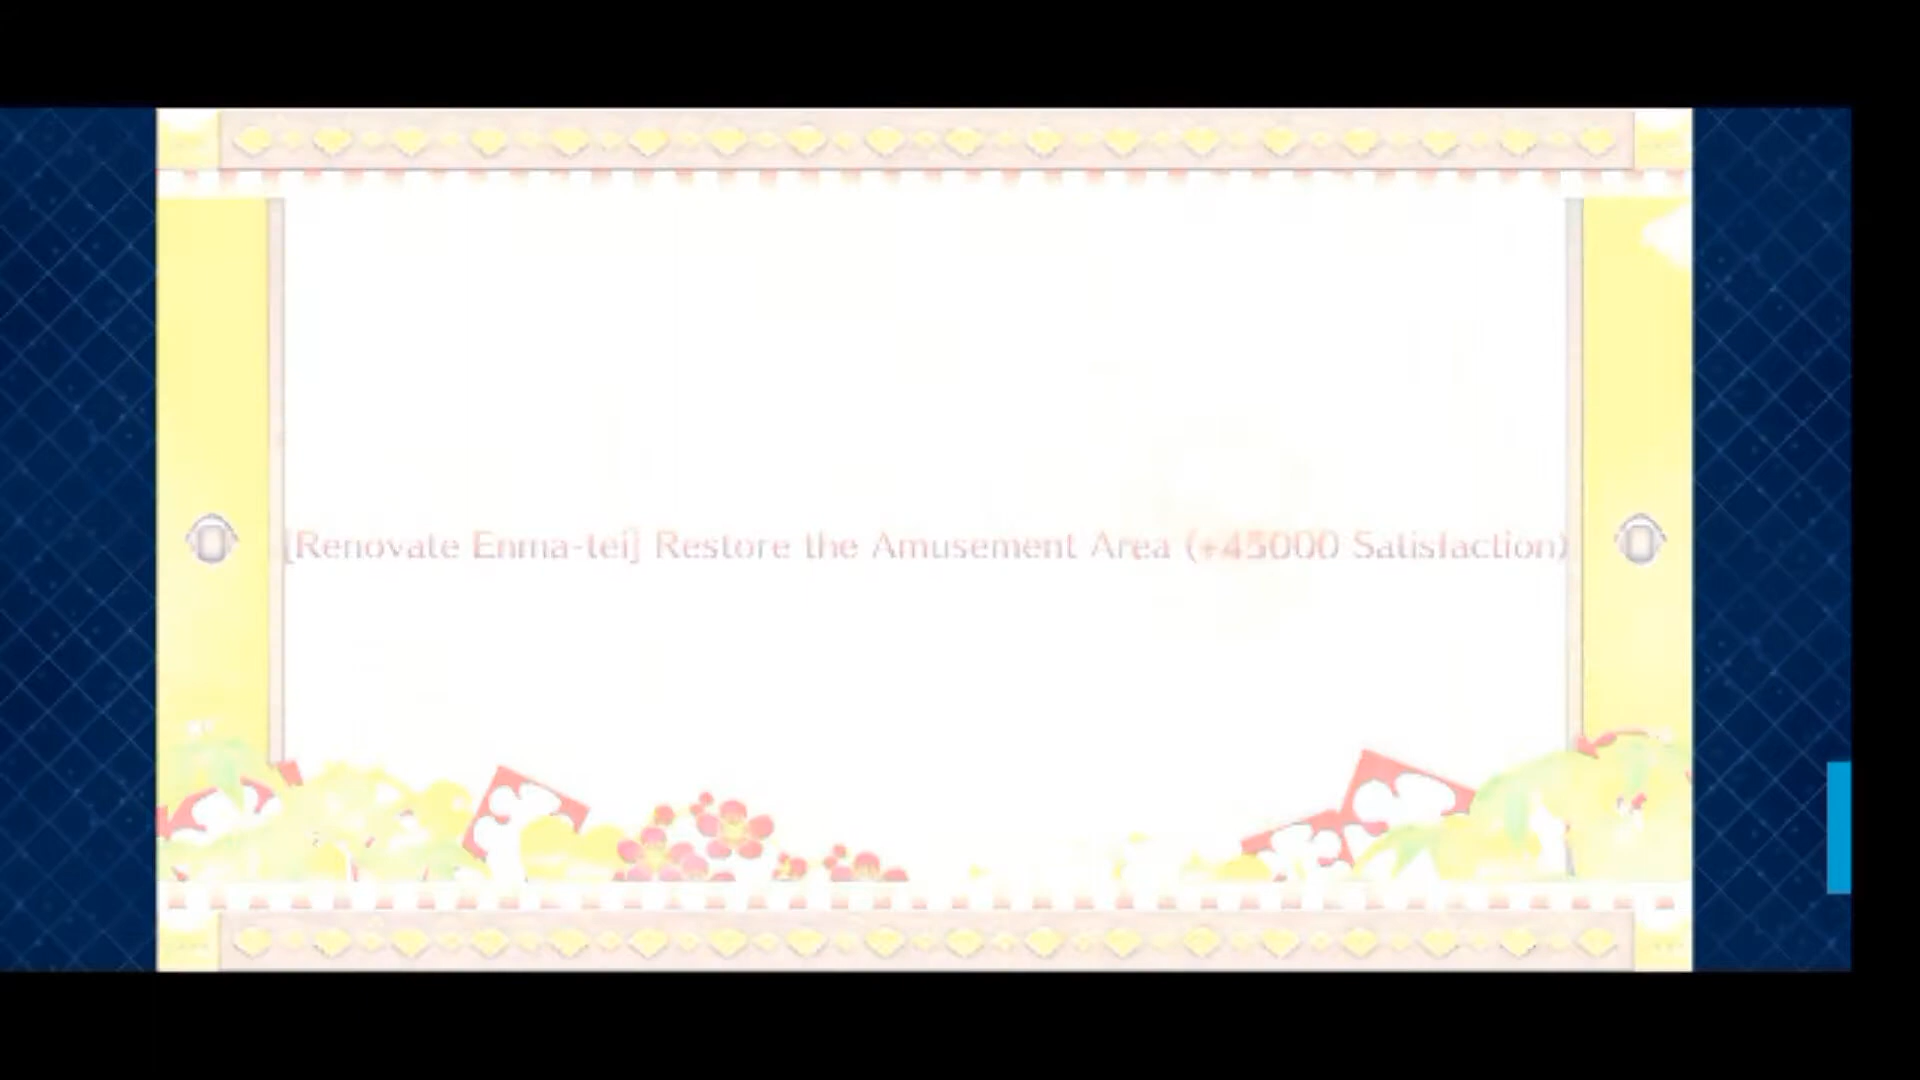 [Renovate Enma-tei] Restore the Amusement Area (+45000 Satisfaction)